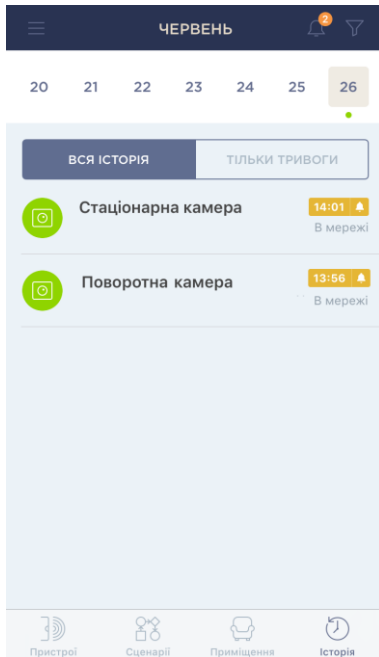 ЧЕРВЕНЬ
2
20 21 22 23 24 25 26
ВСЯ ІСТОРІЯ ТІЛЬКИ ТРИВОГИ
Стаціонарна камера 14:01
В мережі
Поворотна камера 13:56
В мережі
Пристрої Сценарії Приміщення Історія